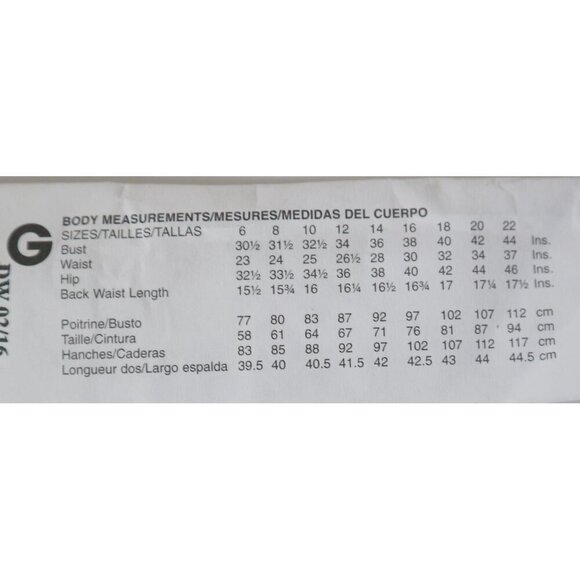 G
DW 02/16
BODY MEASUREMENTS/MESURES/MEDIDAS DEL CUERPO
SIZES/TAILLES/TALLAS 6 8 10 12 14 16 18 20 22
Bust 30½ 31½ 32½ 34 36 38 40 42 44 Ins.
Waist 23 24 25 26½ 28 30 32 34 37 Ins.
Hip 32½ 33½ 34½ 36 38 40 42 44 46 Ins.
Back Waist Length 15½ 15¾ 16 16¼ 16½ 16¾ 17 17¼ 17½ Ins.
Poitrine/Busto 77 80 83 87 92 97 102 107 112 cm
Taille/Cintura 58 61 64 67 71 76 81 87 94 cm
Hanches/Caderas 83 85 88 92 97 102 107 112 117 cm
Longueur dos/Largo espalda 39.5 40 40.5 41.5 42 42.5 43 44 44.5 cm